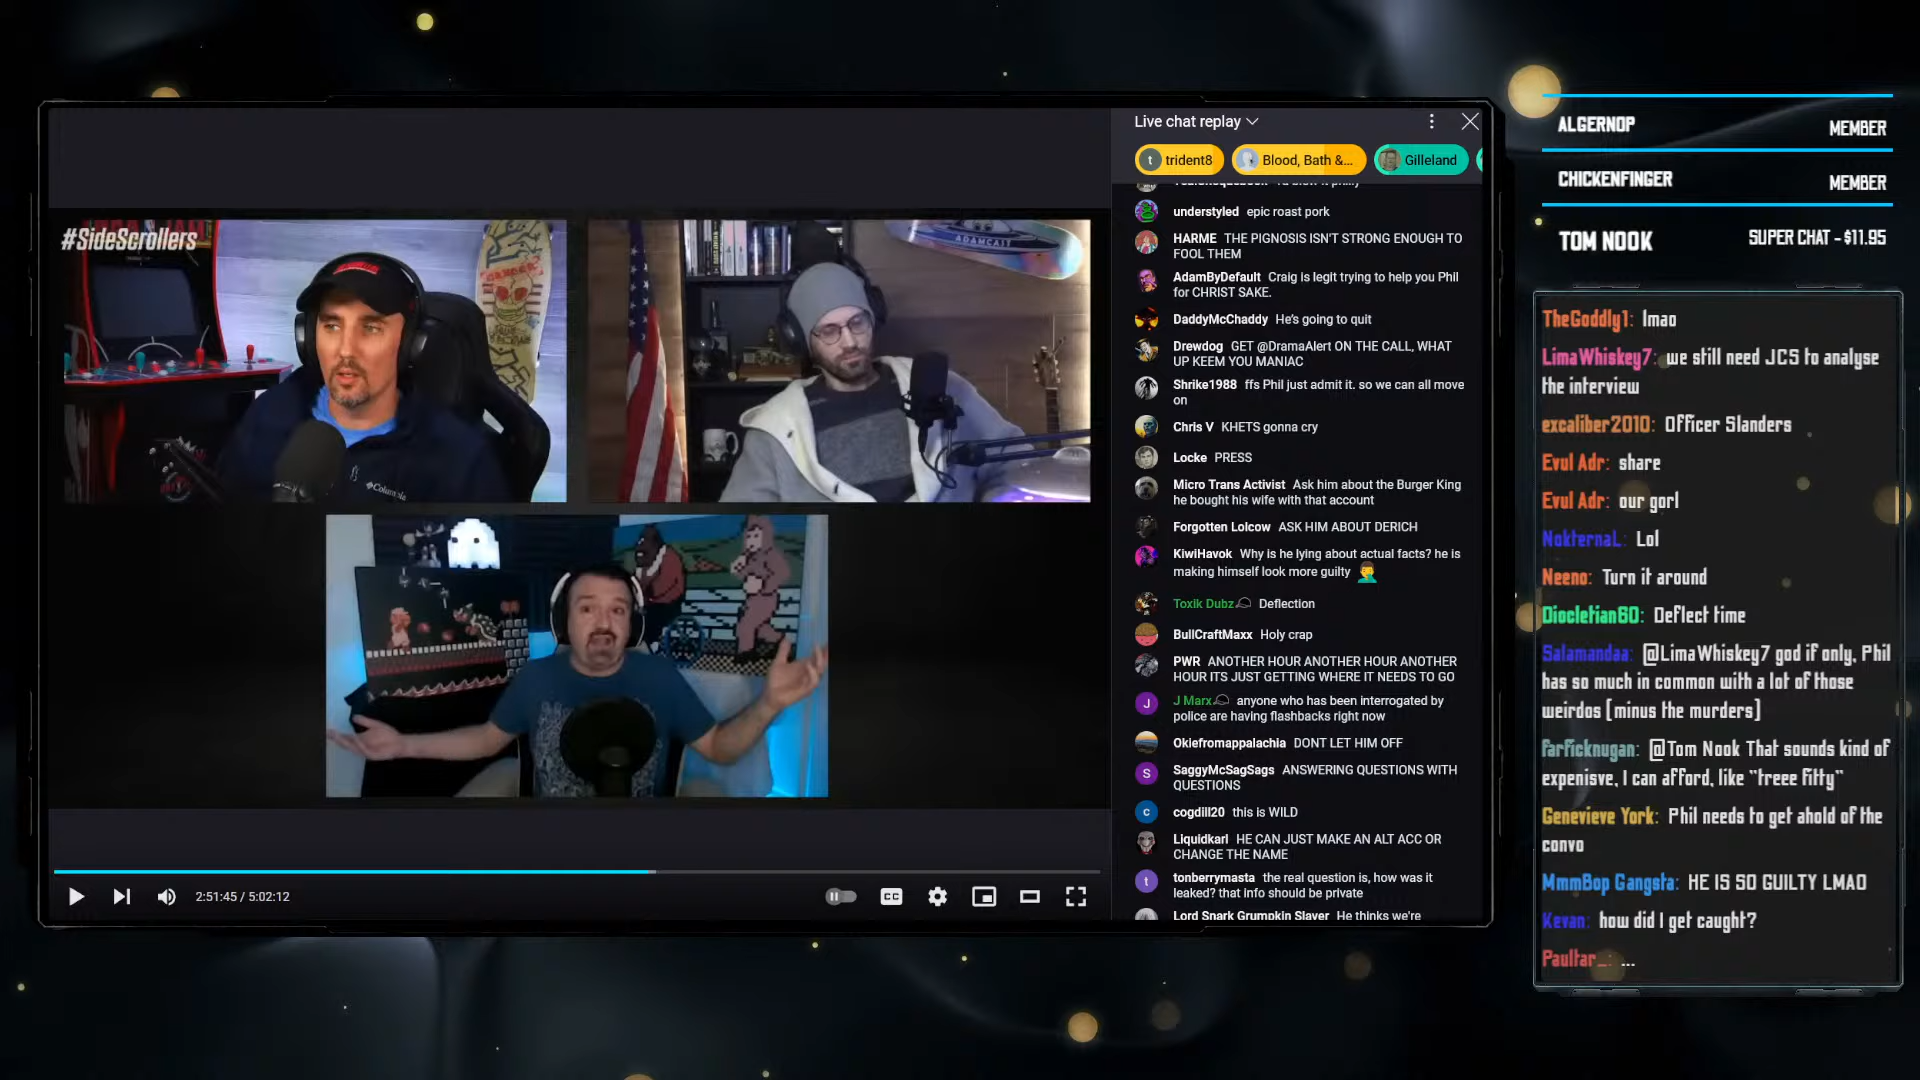 #SideScrollers
ADAMCAST
Columbia
2:51:45 / 5:02:12
CC
Live chat replay
t trident8
Blood, Bath &...
Gilleland
understyled epic roast pork
HARME THE PIGNOSIS ISN'T STRONG ENOUGH TO
FOOL THEM
AdamByDefault Craig is legit trying to help you Phil
for CHRIST SAKE.
DaddyMcChaddy He's going to quit
Drewdog GET @DramaAlert ON THE CALL, WHAT
UP KEEM YOU MANIAC
Shrike1988 ffs Phil just admit it. so we can all move
on
Chris V KHETS gonna cry
Locke PRESS
Micro Trans Activist Ask him about the Burger King
he bought his wife with that account
Forgotten Lolcow ASK HIM ABOUT DERICH
KiwiHavok Why is he lying about actual facts? he is
making himself look more guilty
Toxik Dubz Deflection
BullCraftMaxx Holy crap
PWR ANOTHER HOUR ANOTHER HOUR ANOTHER
HOUR ITS JUST GETTING WHERE IT NEEDS TO GO
J J Marx anyone who has been interrogated by
police are having flashbacks right now
Okiefromappalachia DONT LET HIM OFF
S SaggyMcSagSags ANSWERING QUESTIONS WITH
QUESTIONS
c cogdill20 this is WILD
Liquidkarl HE CAN JUST MAKE AN ALT ACC OR
CHANGE THE NAME
t tonberrymasta the real question is, how was it
leaked? that info should be private
Lord Snark Grumpkin Slayer He thinks we're
ALGERNOP MEMBER
CHICKENFINGER MEMBER
TOM NOOK SUPER CHAT - $11.95
TheGoddly1: lmao
LimaWhiskey7: we still need JCS to analyse
the interview
excaliber2010: Officer Slanders
Evul Adr: share
Evul Adr: our gorl
NokternaL: Lol
Neeno: Turn it around
Diocletian60: Deflect time
Salamandaa: @LimaWhiskey7 god if only, Phil
has so much in common with a lot of those
weirdos [minus the murders]
farficknugan: @Tom Nook That sounds kind of
expenisve, I can afford, like "treee fitty"
Genevieve York: Phil needs to get ahold of the
convo
MmmBop Gangsta: HE IS SO GUILTY LMAO
Kevan: how did I get caught?
Paultar_: ...